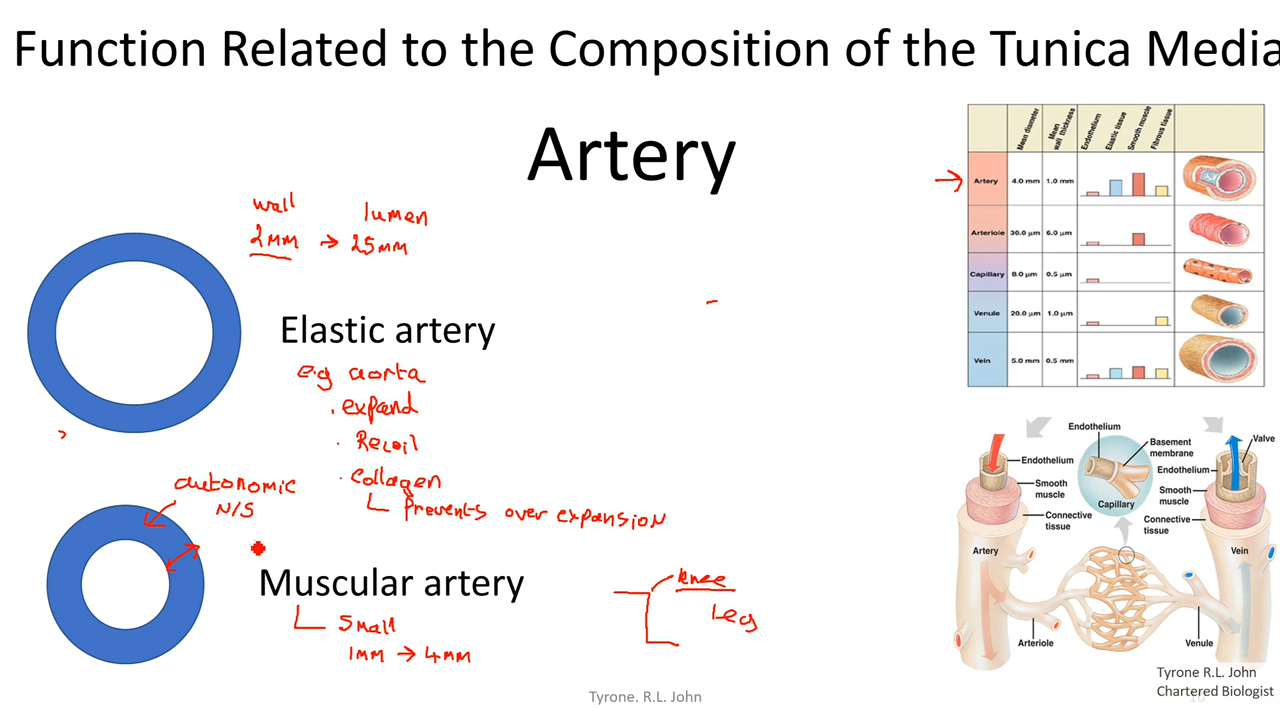 Function Related to the Composition of the Tunica Media
Artery
wall
lumen
2mm → 25mm
Elastic artery
e.g aorta
. expand
. Recoil
. collagen
prevents over expansion
autonomic
N/S
Muscular artery
Small
1mm → 4mm
knee
Leg
Mean diameter
Mean wall thickness
Endothelium
Elastic tissue
Smooth muscle
Fibrous tissue
Artery 4.0 mm 1.0 mm
Arteriole 30.0 µm 6.0 µm
Capillary 8.0 µm 0.5 µm
Venule 20.0 µm 1.0 µm
Vein 5.0 mm 0.5 mm
Endothelium
Basement
membrane
Capillary
Endothelium
Smooth
muscle
Connective
tissue
Artery
Arteriole
Valve
Endothelium
Smooth
muscle
Connective
tissue
Vein
Venule
Tyrone. R.L. John
Tyrone R.L. John
Chartered Biologist